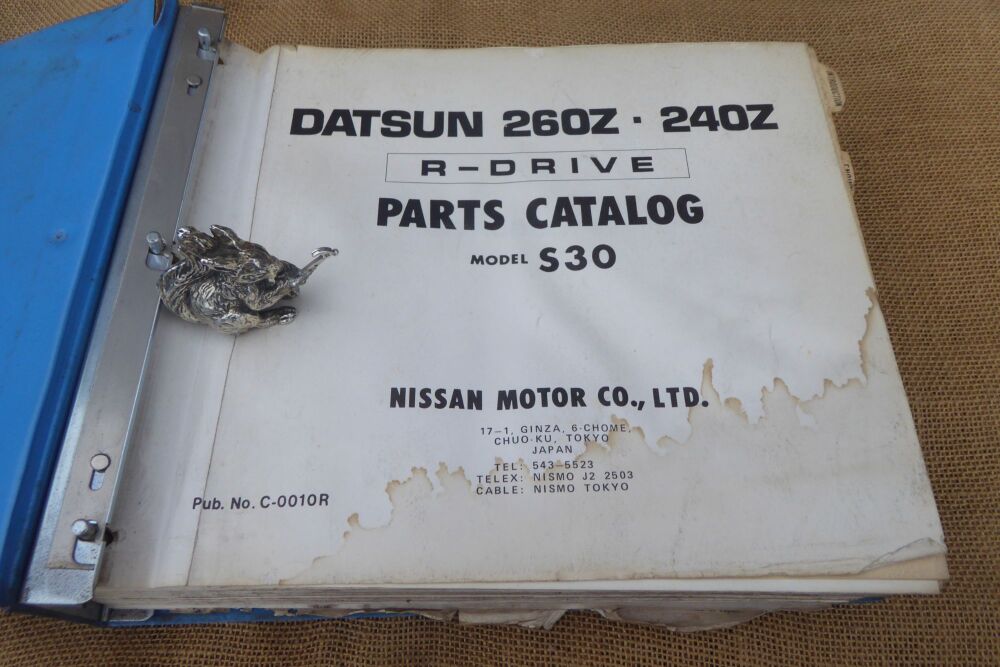 DATSUN 260Z · 240Z
R-DRIVE
PARTS CATALOG
MODEL S30
NISSAN MOTOR CO., LTD.
17-1, GINZA, 6-CHOME,
CHUO-KU, TOKYO
JAPAN
TEL: 543-5523
TELEX: NISMO J2 2503
CABLE: NISMO TOKYO
Pub. No. C-0010R